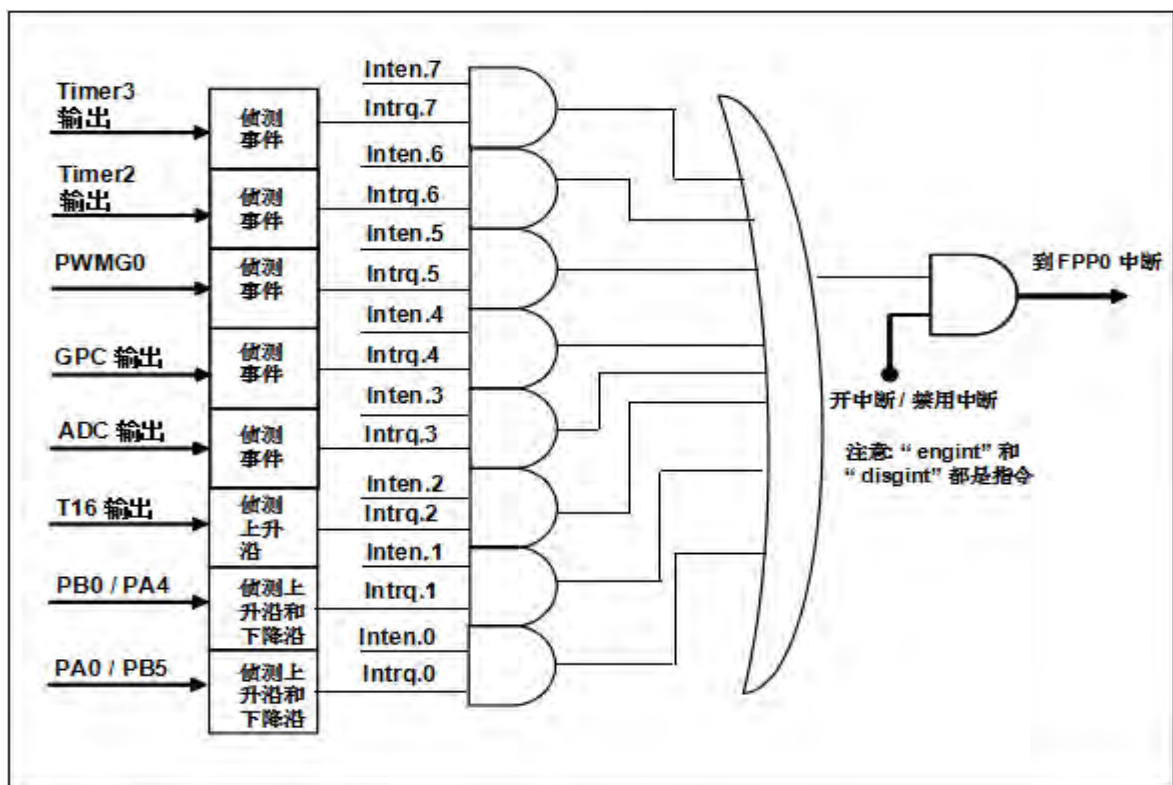 Timer3
输出
侦测
事件
Inten.7
Intrq.7
Timer2
输出
侦测
事件
Inten.6
Intrq.6
PWMG0
侦测
事件
Inten.5
Intrq.5
GPC 输出
侦测
事件
Inten.4
Intrq.4
ADC 输出
侦测
事件
Inten.3
Intrq.3
T16 输出
侦测
上升
沿
Inten.2
Intrq.2
PB0 / PA4
侦测上
升沿和
下降沿
Inten.1
Intrq.1
PA0 / PB5
侦测上
升沿和
下降沿
Inten.0
Intrq.0
到 FPP0 中断
开中断 / 禁用中断
注意: “ engint” 和
“ disgint” 都是指令